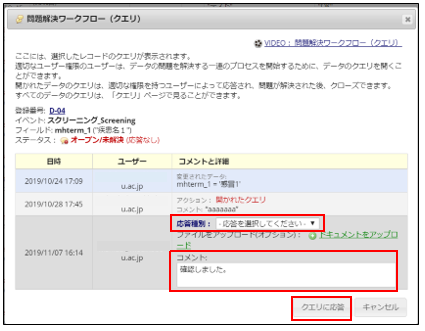 問題解決ワークフロー（クエリ）
VIDEO：問題解決ワークフロー（クエリ）
ここには、選択したレコードのクエリが表示されます。
適切なユーザー権限のユーザーは、データの問題を解決する一連のプロセスを開始するために、データのクエリを開くこ
とができます。
開かれたデータのクエリは、適切な権限を持つユーザーによって応答され、問題が解決された後、クローズできます。
すべてのデータのクエリは、「クエリ」ページで見ることができます。
登録番号: D-04
イベント: スクリーニング_Screening
フィールド: mhterm_1 ("疾患名１")
ステータス： オープン/未解決 (応答なし)
日時 ユーザー コメントと詳細
2019/10/24 17:09 u.ac.jp 変更されたデータ:
mhterm_1 = '感冒1'
2019/10/28 17:45 u.ac.jp アクション： 開かれたクエリ
コメント: "aaaaaaa"
2019/11/07 16:14 u.ac.jp 応答種別： - 応答を選択してください -
ファイルをアップロード(オプション)： ドキュメントをアップロ
ード
コメント:
確認しました。
クエリに応答 キャンセル